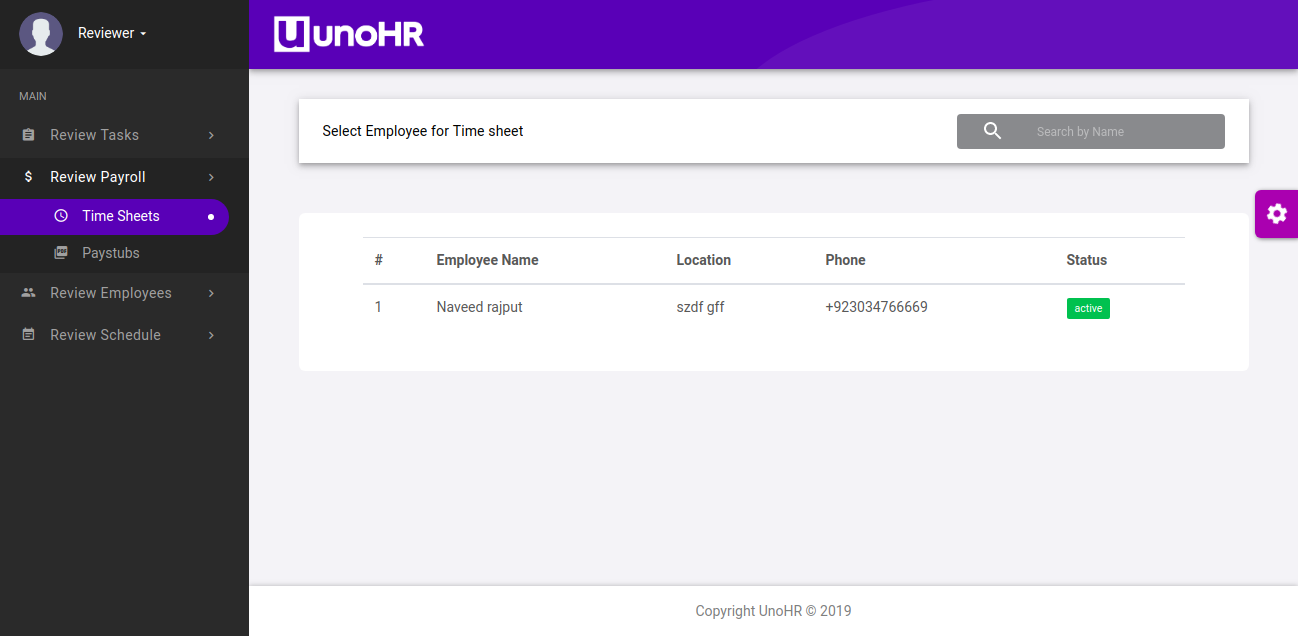 Reviewer
unoHR
MAIN
Review Tasks
Review Payroll
Time Sheets
Paystubs
Review Employees
Review Schedule
Select Employee for Time sheet
Search by Name
# Employee Name Location Phone Status
1 Naveed rajput szdf gff +923034766669 active
Copyright UnoHR © 2019